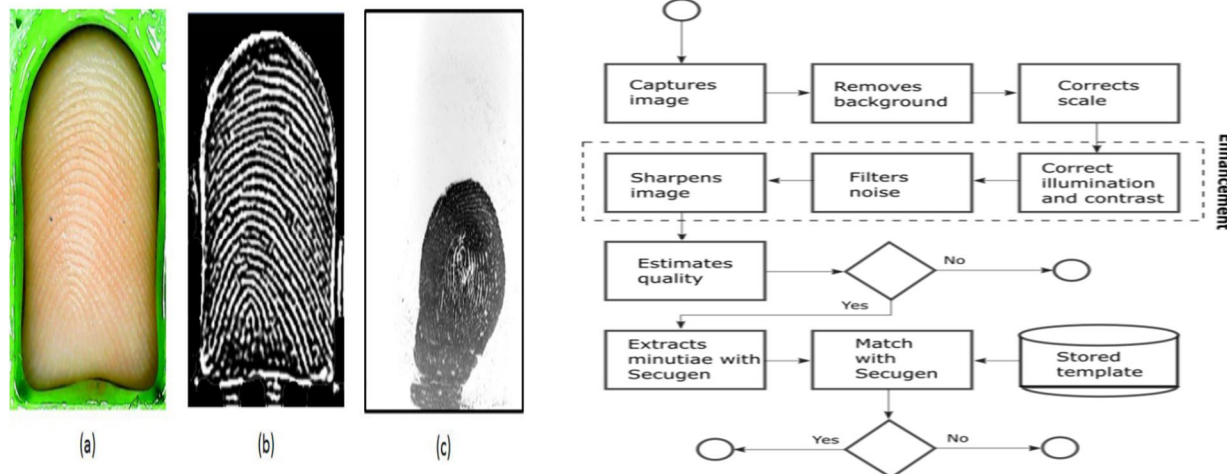 (a)
(b)
(c)
Captures
image
Removes
background
Corrects
scale
Enhancement
Sharpens
image
Filters
noise
Correct
illumination
and contrast
Estimates
quality
No
Yes
Extracts
minutiae with
Secugen
Match
with
Secugen
Stored
template
Yes
No